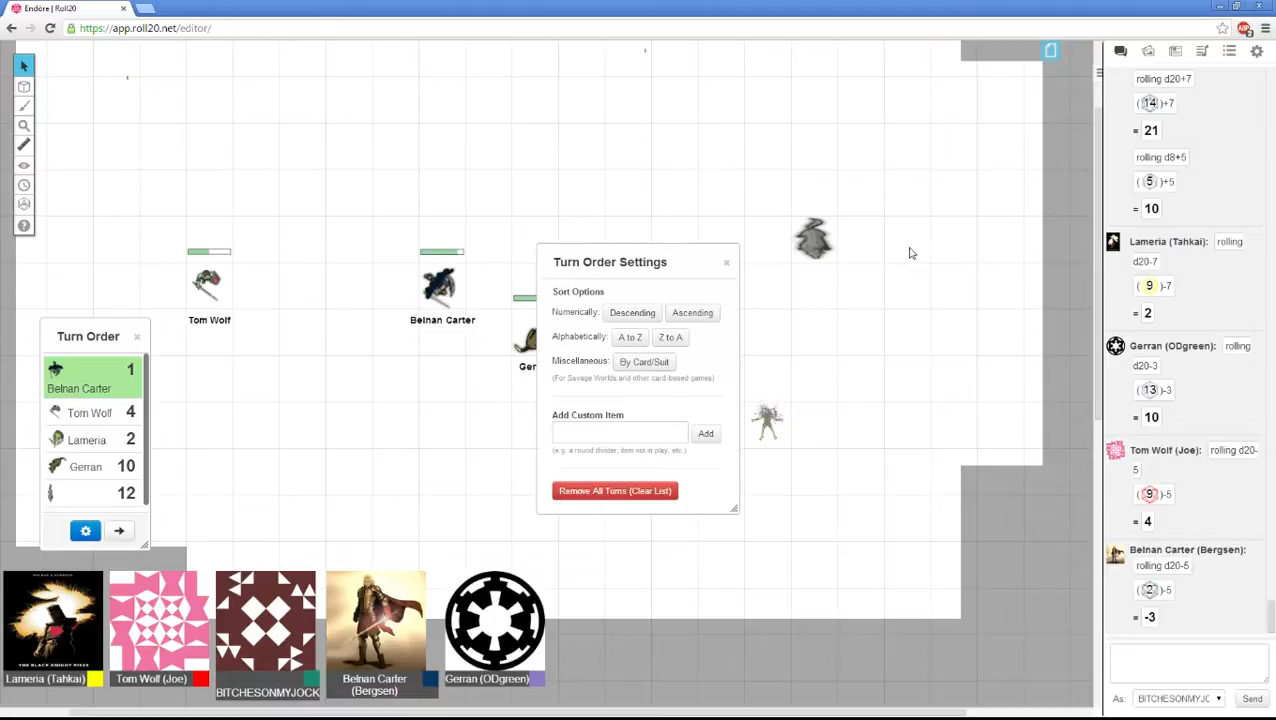 Endore | Roll20
https://app.roll20.net/editor/
ABP
2
Tom Wolf
Belnan Carter
Ger
Turn Order
1
Belnan Carter
Tom Wolf 4
Lameria 2
Gerran 10
12
Turn Order Settings
Sort Options
Numerically: Descending Ascending
Alphabetically: A to Z Z to A
Miscellaneous: By Card/Suit
(For Savage Worlds and other card-based games)
Add Custom Item
Add
(e.g. a round divider, item not in play, etc.)
Remove All Turns (Clear List)
THE BLACK KNIGHT RISES
Lameria (Tahkai)
Tom Wolf (Joe)
BITCHESONMYJOCK
Belnan Carter
(Bergsen)
Gerran (ODgreen)
rolling d20+7
(14)+7
= 21
rolling d8+5
(5)+5
= 10
Lameria (Tahkai): rolling
d20-7
(9)-7
= 2
Gerran (ODgreen): rolling
d20-3
(13)-3
= 10
Tom Wolf (Joe): rolling d20-
5
(9)-5
= 4
Belnan Carter (Bergsen):
rolling d20-5
(2)-5
= -3
As: BITCHESONMYJC Send